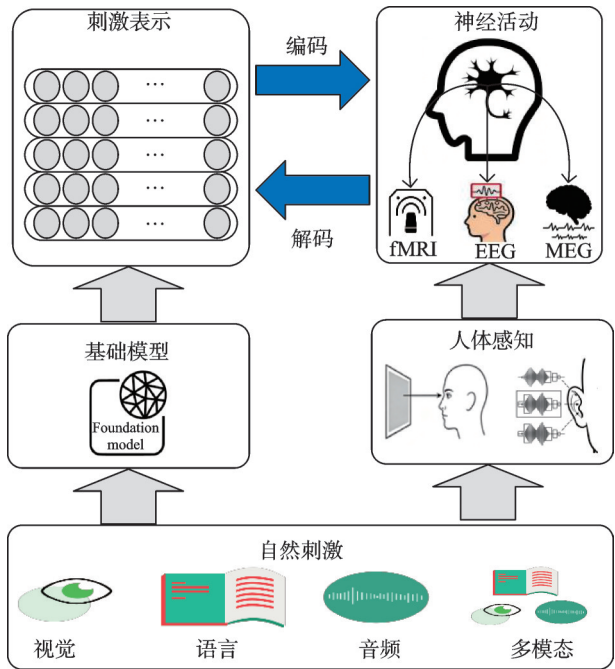 刺激表示
编码
神经活动
…
…
…
…
…
解码
fMRI
EEG
MEG
基础模型
Foundation
model
人体感知
自然刺激
视觉
语言
音频
多模态